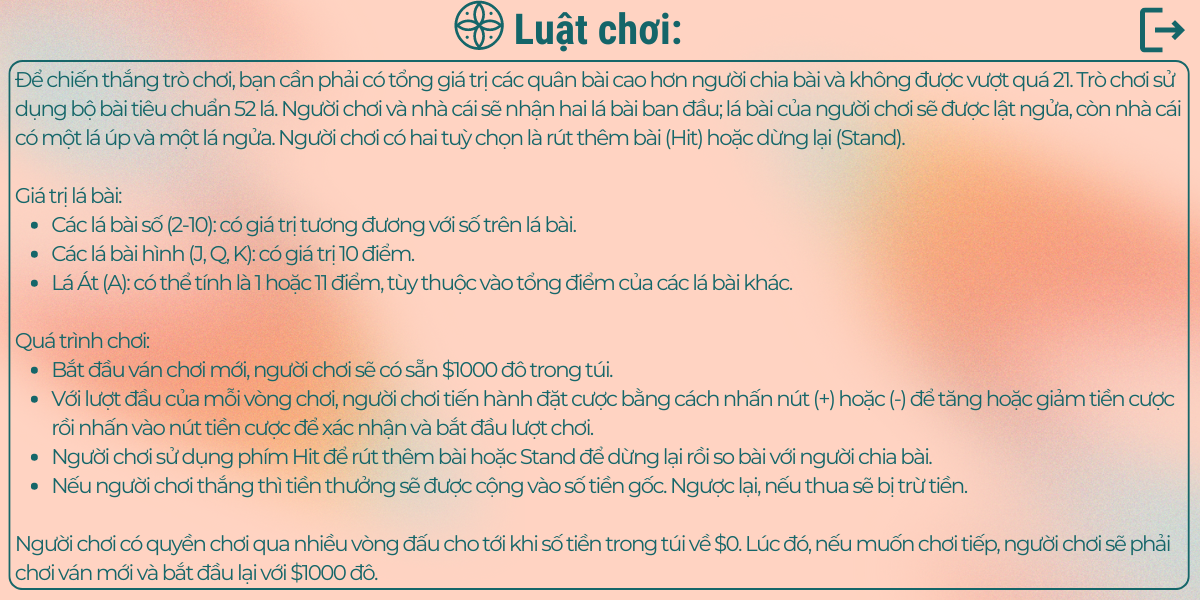 Luật chơi:
Để chiến thắng trò chơi, bạn cần phải có tổng giá trị các quân bài cao hơn người chia bài và không được vượt quá 21. Trò chơi sử
dụng bộ bài tiêu chuẩn 52 lá. Người chơi và nhà cái sẽ nhận hai lá bài ban đầu; lá bài của người chơi sẽ được lật ngửa, còn nhà cái
có một lá úp và một lá ngửa. Người chơi có hai tuỳ chọn là rút thêm bài (Hit) hoặc dừng lại (Stand).
Giá trị lá bài:
• Các lá bài số (2-10): có giá trị tương đương với số trên lá bài.
• Các lá bài hình (J, Q, K): có giá trị 10 điểm.
• Lá Át (A): có thể tính là 1 hoặc 11 điểm, tùy thuộc vào tổng điểm của các lá bài khác.
Quá trình chơi:
• Bắt đầu ván chơi mới, người chơi sẽ có sẵn $1000 đô trong túi.
• Với lượt đầu của mỗi vòng chơi, người chơi tiến hành đặt cược bằng cách nhấn nút (+) hoặc (-) để tăng hoặc giảm tiền cược
rồi nhấn vào nút tiền cược để xác nhận và bắt đầu lượt chơi.
• Người chơi sử dụng phím Hit để rút thêm bài hoặc Stand để dừng lại rồi so bài với người chia bài.
• Nếu người chơi thắng thì tiền thưởng sẽ được cộng vào số tiền gốc. Ngược lại, nếu thua sẽ bị trừ tiền.
Người chơi có quyền chơi qua nhiều vòng đấu cho tới khi số tiền trong túi về $0. Lúc đó, nếu muốn chơi tiếp, người chơi sẽ phải
chơi ván mới và bắt đầu lại với $1000 đô.